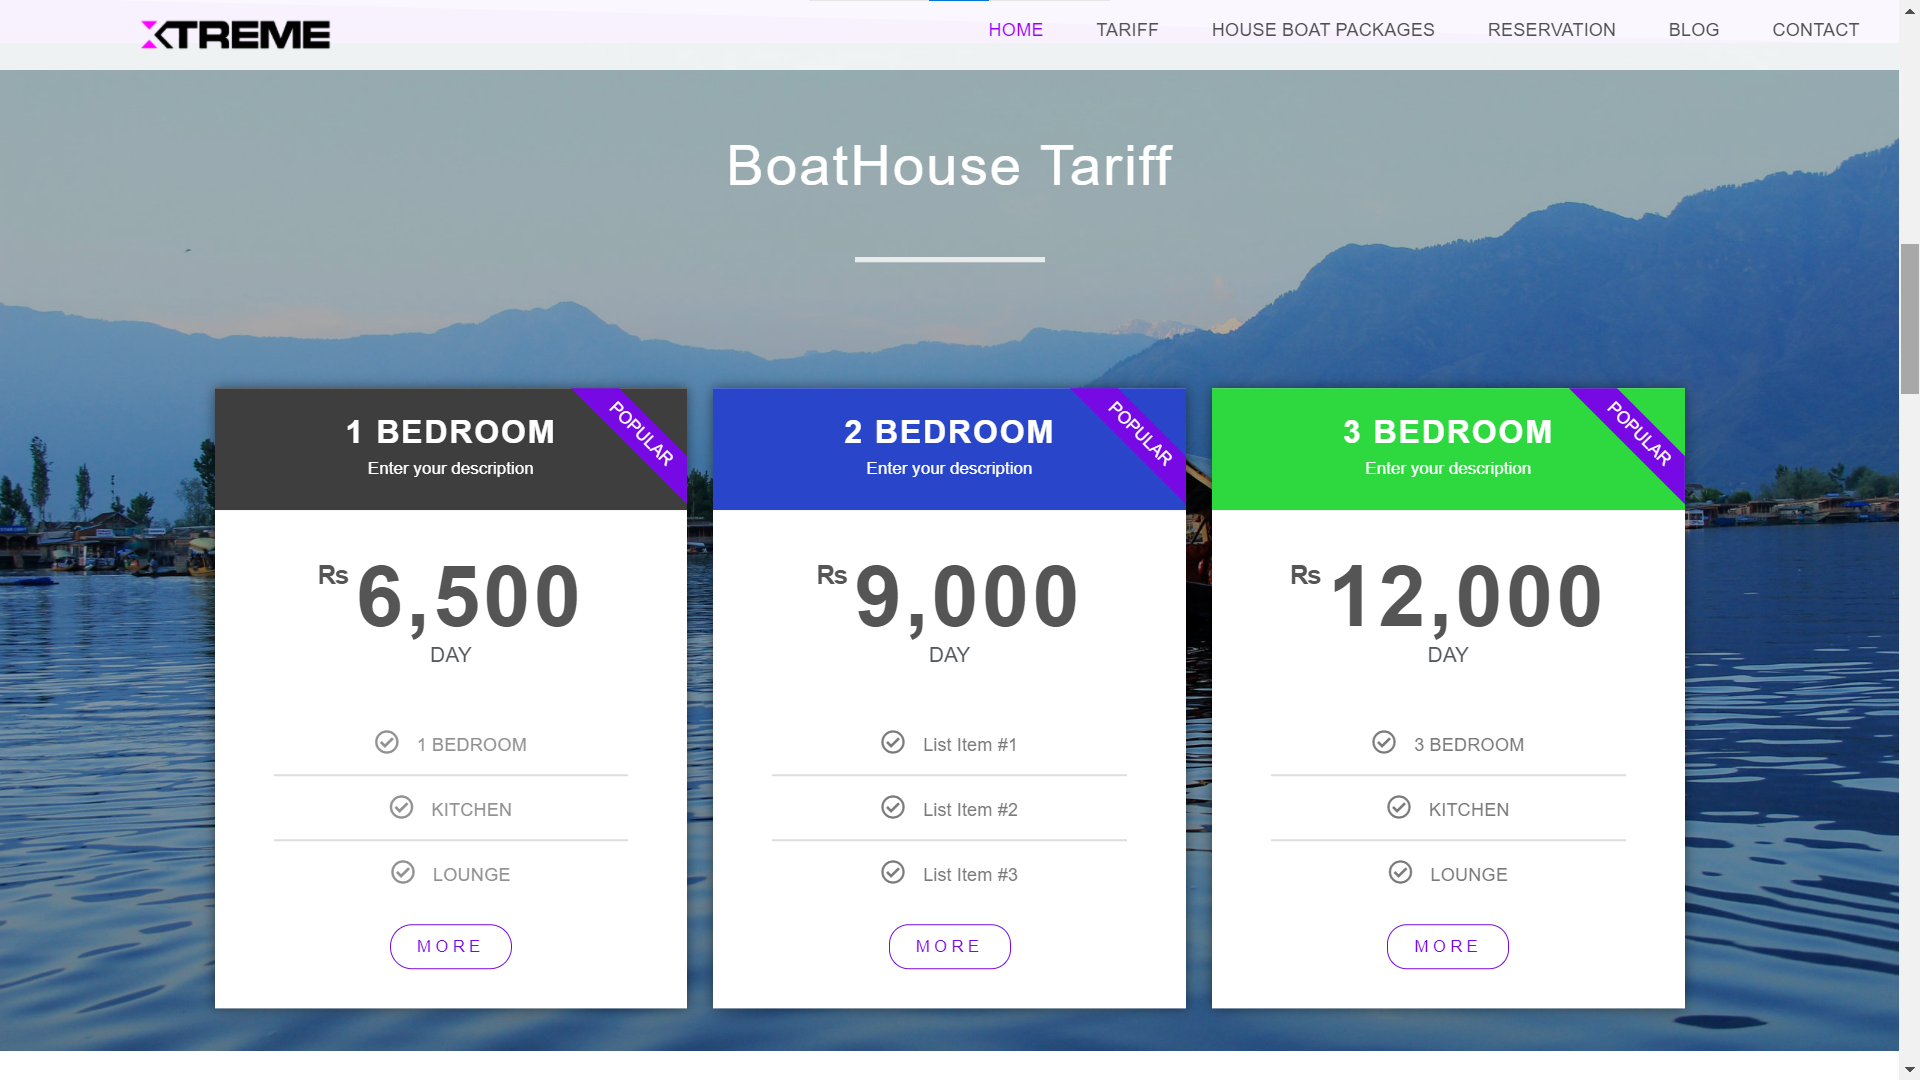 XTREME
HOME TARIFF HOUSE BOAT PACKAGES RESERVATION BLOG CONTACT
BoatHouse Tariff
1 BEDROOM
Enter your description
POPULAR
Rs 6,500
DAY
1 BEDROOM
KITCHEN
LOUNGE
MORE
2 BEDROOM
Enter your description
POPULAR
Rs 9,000
DAY
List Item #1
List Item #2
List Item #3
MORE
3 BEDROOM
Enter your description
POPULAR
Rs 12,000
DAY
3 BEDROOM
KITCHEN
LOUNGE
MORE